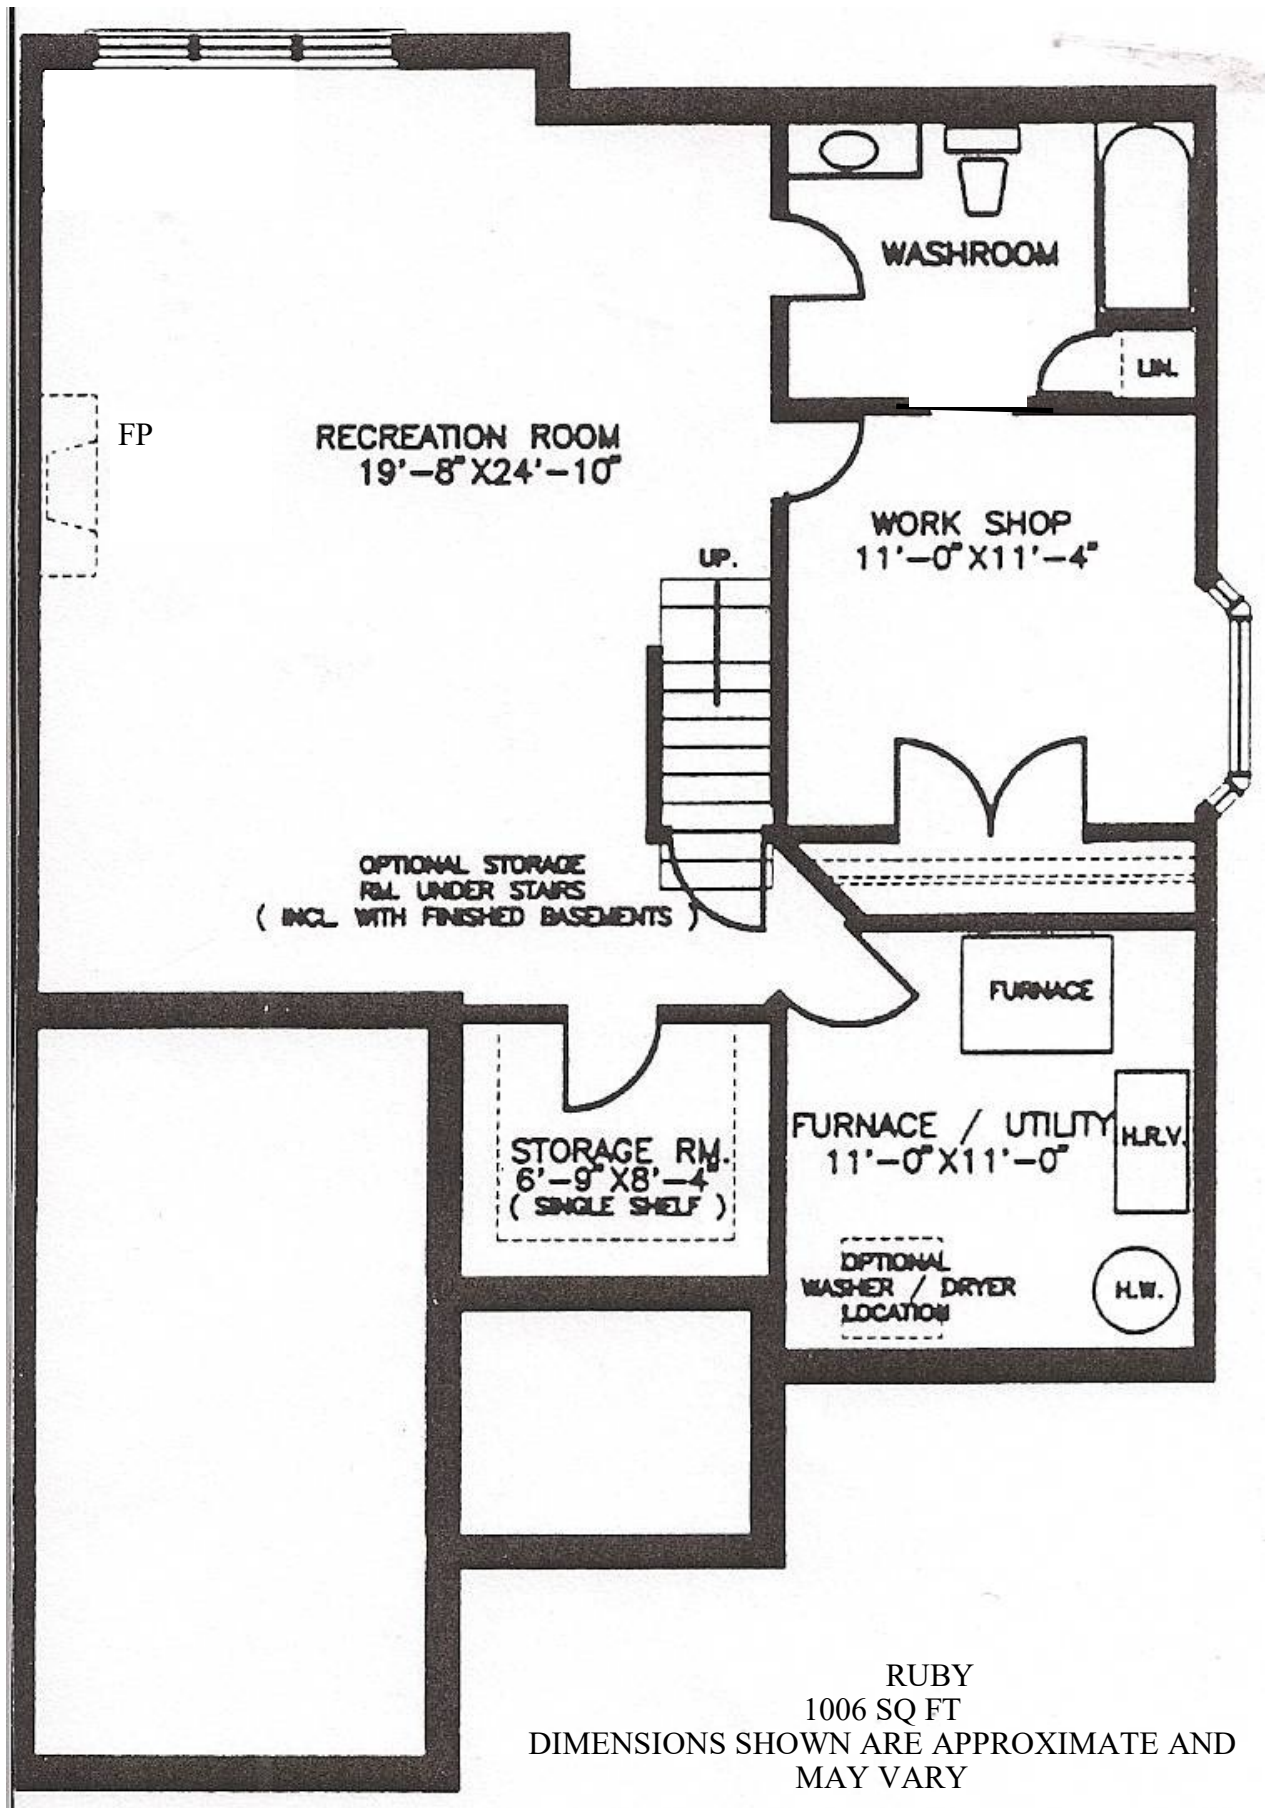 WASHROOM
LIN.
FP
RECREATION ROOM
19'-8"X24'-10"
WORK SHOP
11'-0"X11'-4"
UP.
OPTIONAL STORAGE
RM. UNDER STAIRS
( INCL. WITH FINISHED BASEMENTS )
FURNACE
FURNACE / UTILITY
11'-0"X11'-0"
H.R.V.
STORAGE RM.
6'-9"X8'-4"
( SINGLE SHELF )
OPTIONAL
WASHER / DRYER
LOCATION
H.W.
RUBY
1006 SQ FT
DIMENSIONS SHOWN ARE APPROXIMATE AND
MAY VARY